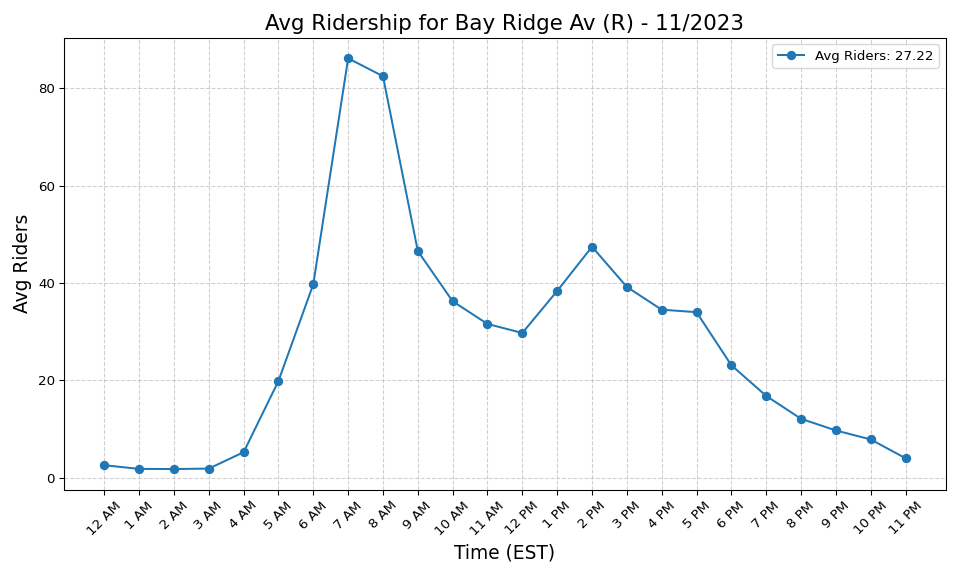 Avg Ridership for Bay Ridge Av (R) - 11/2023
Avg Riders: 27.22
Avg Riders
80
60
40
20
0
12 AM 1 AM 2 AM 3 AM 4 AM 5 AM 6 AM 7 AM 8 AM 9 AM 10 AM 11 AM 12 PM 1 PM 2 PM 3 PM 4 PM 5 PM 6 PM 7 PM 8 PM 9 PM 10 PM 11 PM
Time (EST)